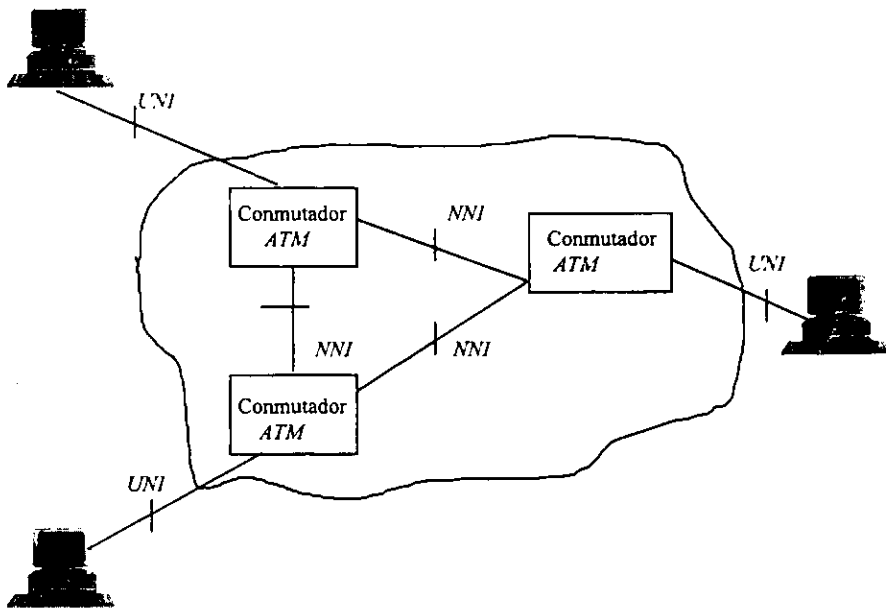 UNI
Conmutador
ATM
NNI
Conmutador
ATM
UNI
NNI
NNI
Conmutador
ATM
UNI